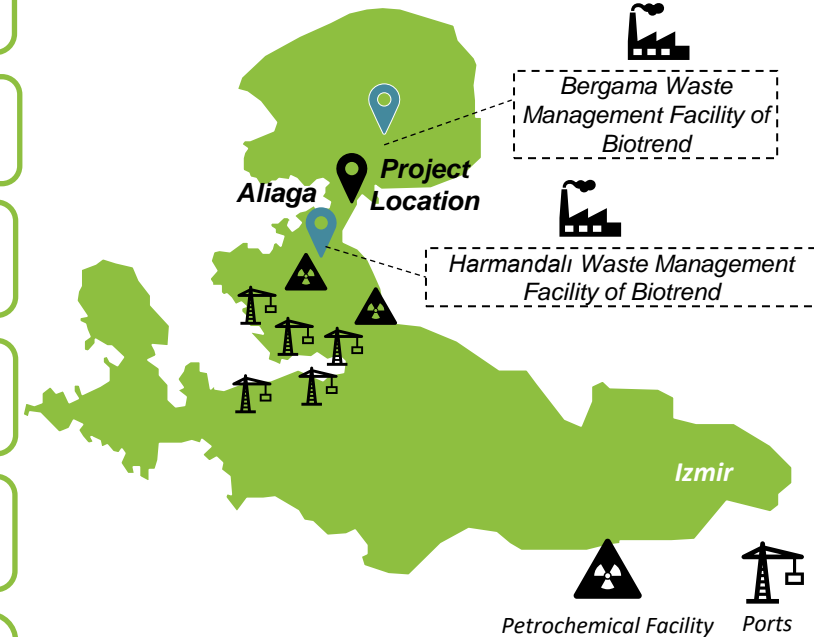 Bergama Waste
Management Facility of
Biotrend
Project
Location
Aliaga
Harmandalı Waste Management
Facility of Biotrend
Izmir
Petrochemical Facility
Ports